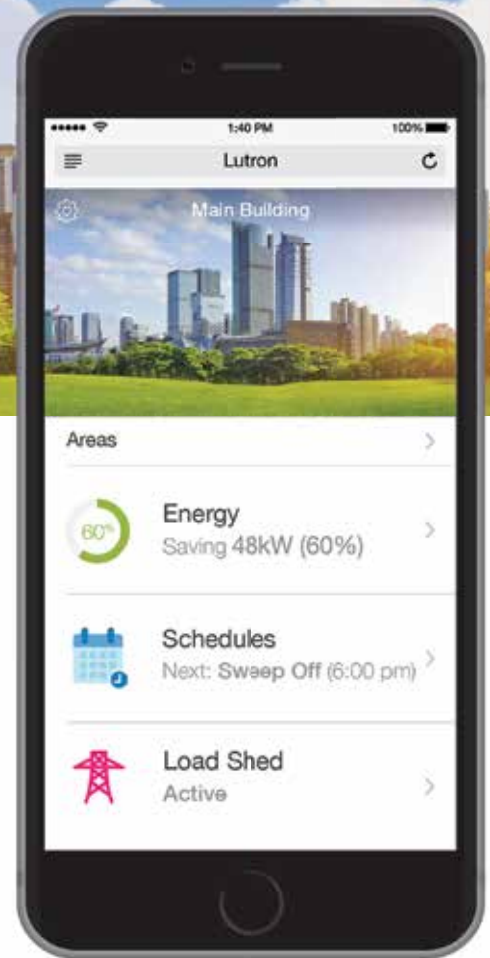 1:40 PM
100%
Lutron
Main Building
Areas
60%
Energy
Saving 48kW (60%)
Schedules
Next: Sweep Off (6:00 pm)
Load Shed
Active